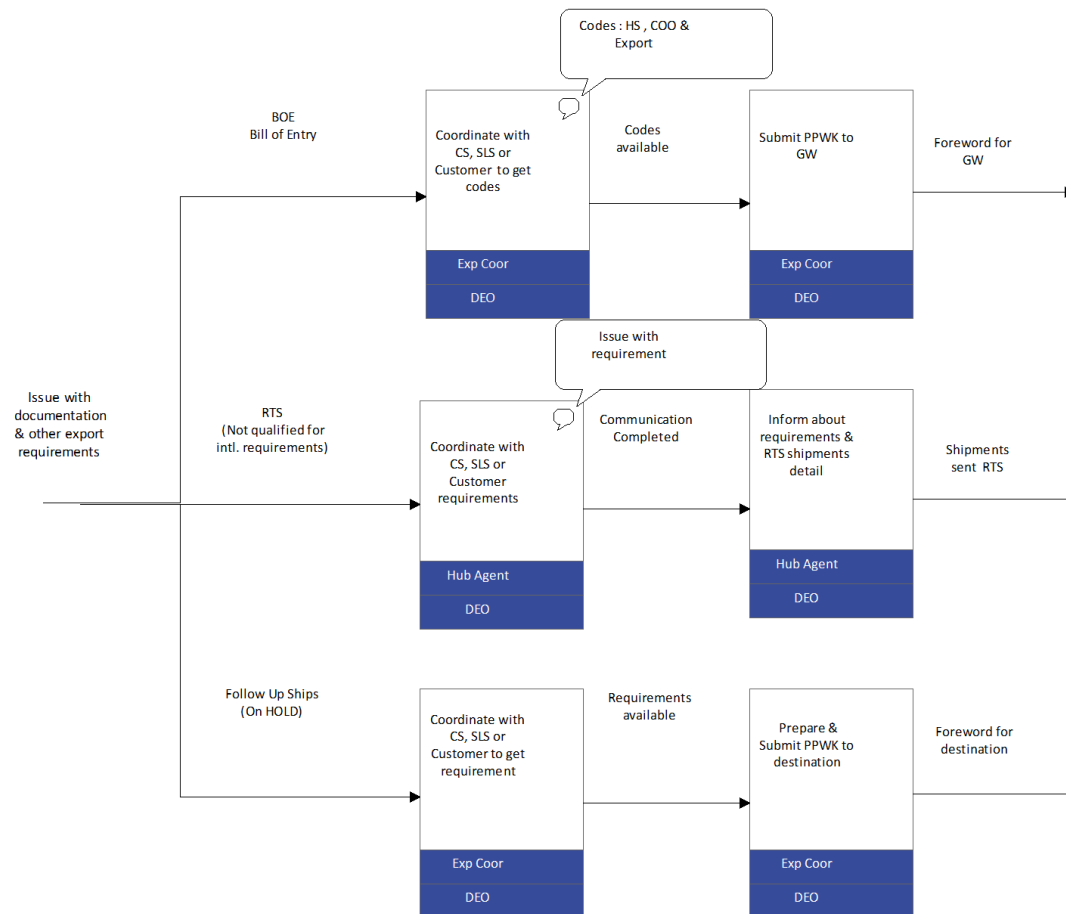 Codes : HS , COO &
Export
BOE
Bill of Entry
Coordinate with
CS, SLS or
Customer to get
codes
Exp Coor
DEO
Codes
available
Submit PPWK to
GW
Exp Coor
DEO
Foreword for
GW
Issue with
documentation
& other export
requirements
Issue with
requirement
RTS
(Not qualified for
intl. requirements)
Coordinate with
CS, SLS or
Customer
requirements
Hub Agent
DEO
Communication
Completed
Inform about
requirements &
RTS shipments
detail
Hub Agent
DEO
Shipments
sent RTS
Follow Up Ships
(On HOLD)
Coordinate with
CS, SLS or
Customer to get
requirement
Exp Coor
DEO
Requirements
available
Prepare &
Submit PPWK to
destination
Exp Coor
DEO
Foreword for
destination